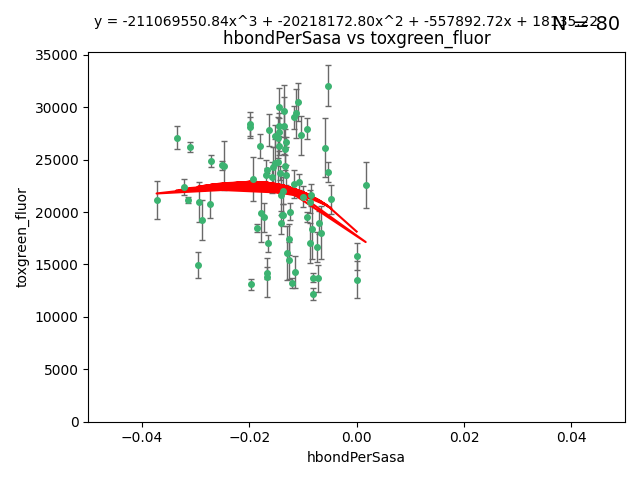 y = -211069550.84x^3 + -20218172.80x^2 + -557892.72x + 18135.22
N = 80
hbondPerSasa vs toxgreen_fluor
35000
30000
25000
20000
15000
10000
5000
0
toxgreen_fluor
−0.04
−0.02
0.00
0.02
0.04
hbondPerSasa